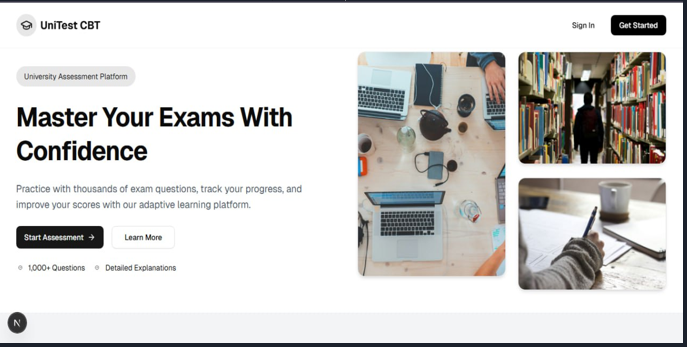 UniTest CBT
Sign In
Get Started
University Assessment Platform
Master Your Exams With
Confidence
Practice with thousands of exam questions, track your progress, and
improve your scores with our adaptive learning platform.
Start Assessment →
Learn More
1,000+ Questions
Detailed Explanations
N